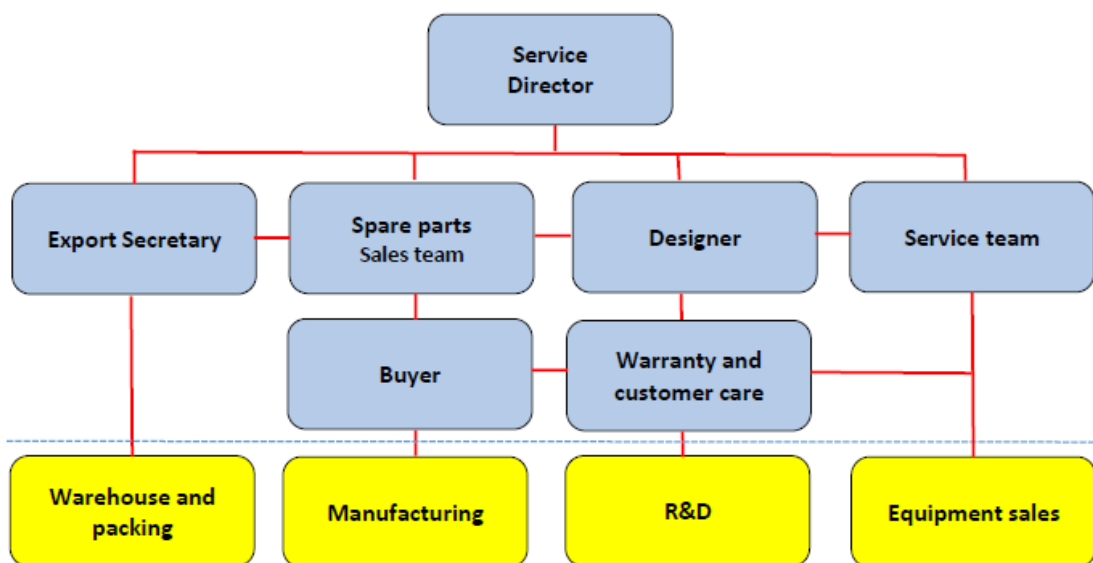 Service
Director
Export Secretary
Spare parts
Sales team
Designer
Service team
Buyer
Warranty and
customer care
Warehouse and
packing
Manufacturing
R&D
Equipment sales